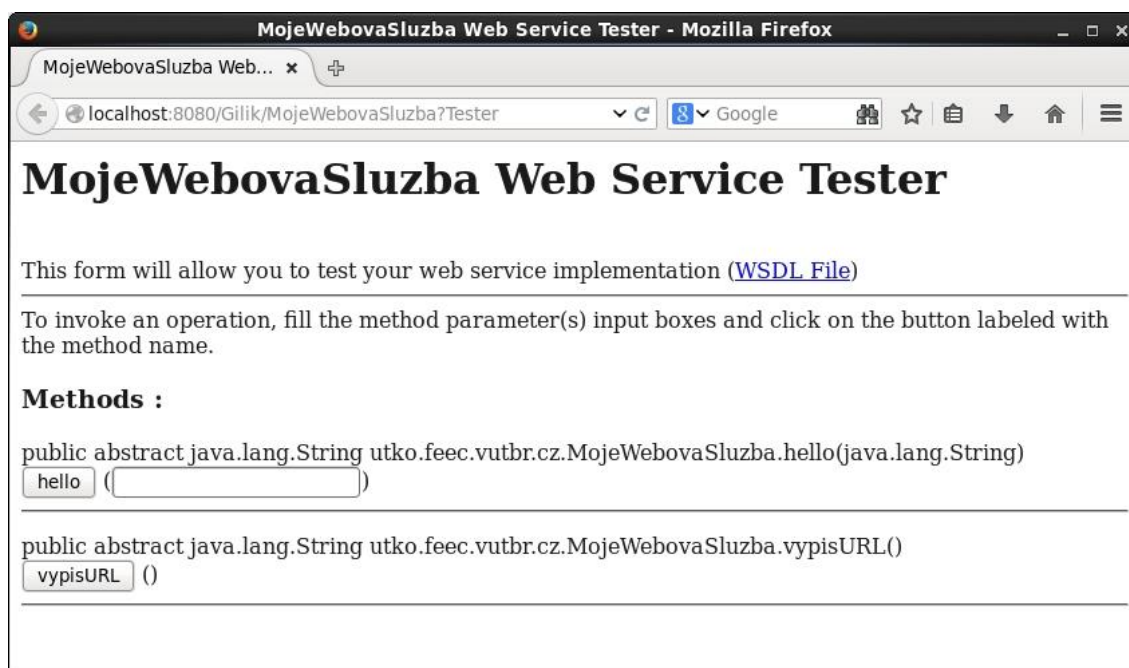 MojeWebovaSluzba Web Service Tester - Mozilla Firefox
MojeWebovaSluzba Web...
localhost:8080/Gilik/MojeWebovaSluzba?Tester
8 Google
MojeWebovaSluzba Web Service Tester
This form will allow you to test your web service implementation (WSDL File)
To invoke an operation, fill the method parameter(s) input boxes and click on the button labeled with
the method name.
Methods :
public abstract java.lang.String utko.feec.vutbr.cz.MojeWebovaSluzba.hello(java.lang.String)
hello ( )
public abstract java.lang.String utko.feec.vutbr.cz.MojeWebovaSluzba.vypisURL()
vypisURL ()